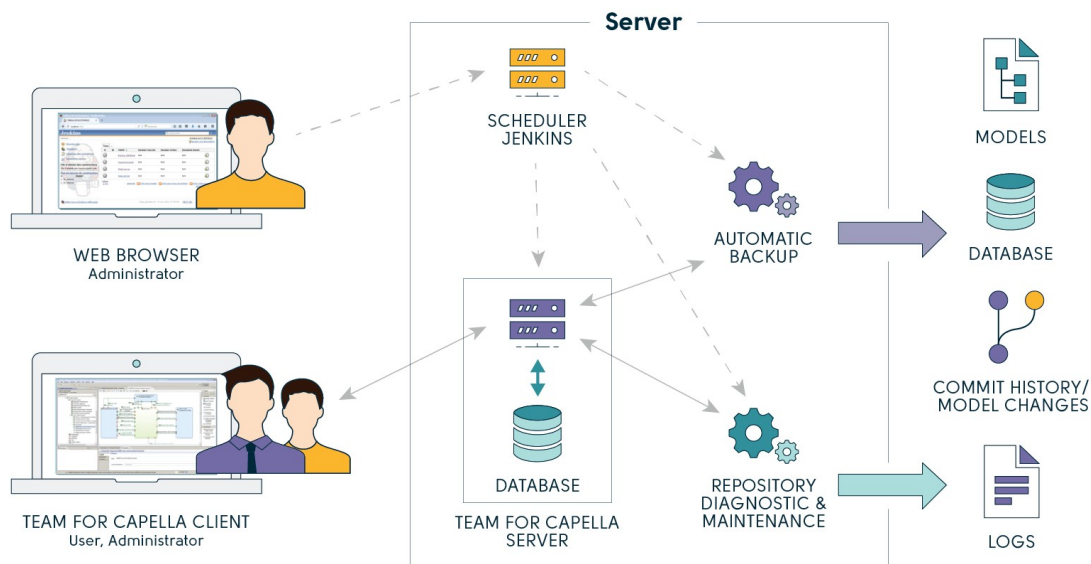 Server
SCHEDULER
JENKINS
MODELS
WEB BROWSER
Administrator
AUTOMATIC
BACKUP
DATABASE
COMMIT HISTORY/
MODEL CHANGES
DATABASE
REPOSITORY
DIAGNOSTIC &
MAINTENANCE
TEAM FOR CAPELLA CLIENT
User, Administrator
TEAM FOR CAPELLA
SERVER
LOGS